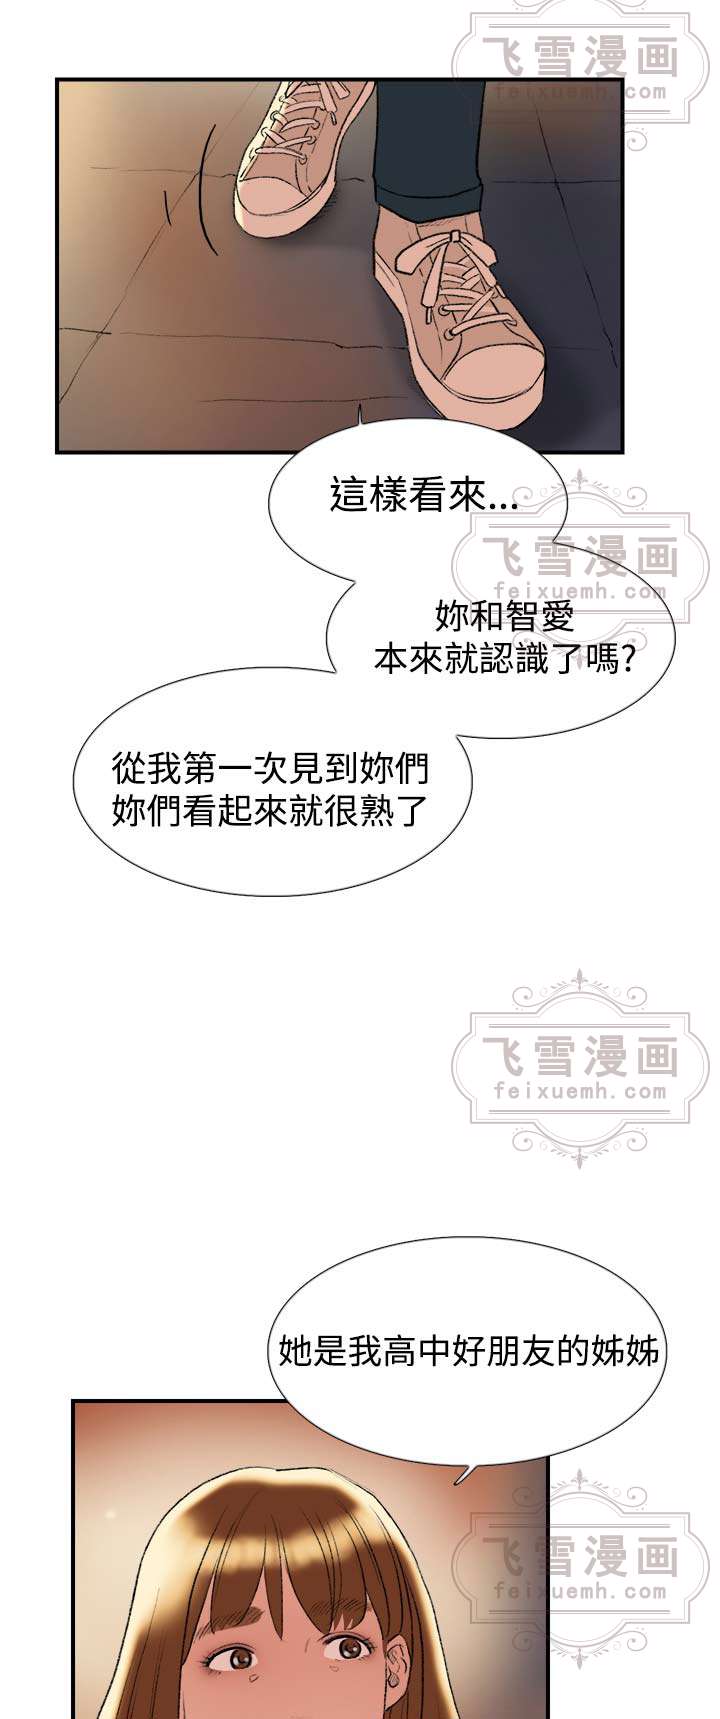 飞雪漫画
feixuemh.com
這樣看來...
飞雪漫画
feixuemh.com
妳和智愛
本來就認識了嗎?
從我第一次見到妳們
妳們看起來就很熟了
飞雪漫画
feixuemh.com
她是我高中好朋友的姊姊
飞雪漫画
feixuemh.com